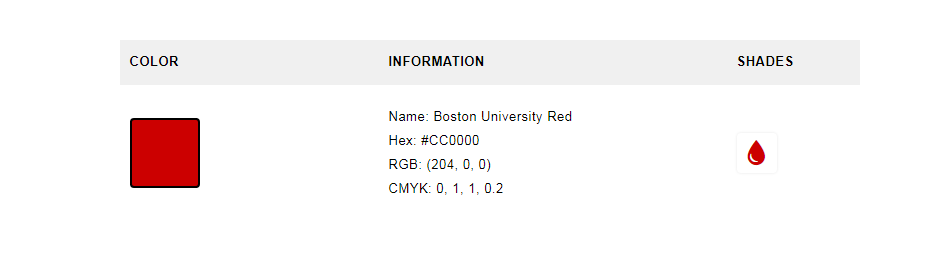 COLOR INFORMATION SHADES
Name: Boston University Red
Hex: #CC0000
RGB: (204, 0, 0)
CMYK: 0, 1, 1, 0.2